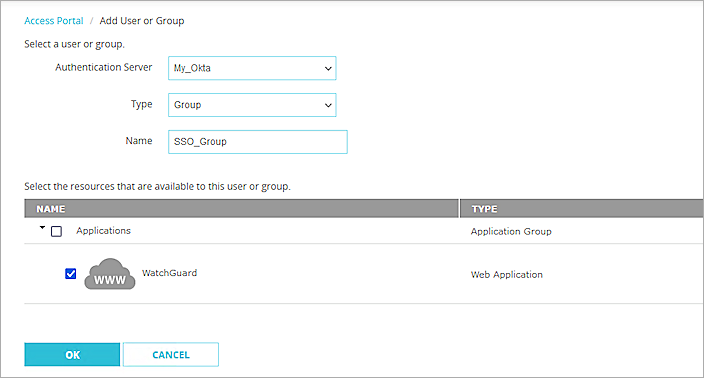 Access Portal / Add User or Group
Select a user or group.
Authentication Server My_Okta
Type Group
Name SSO_Group
Select the resources that are available to this user or group.
NAME TYPE
Applications Application Group
WWW WatchGuard Web Application
OK CANCEL